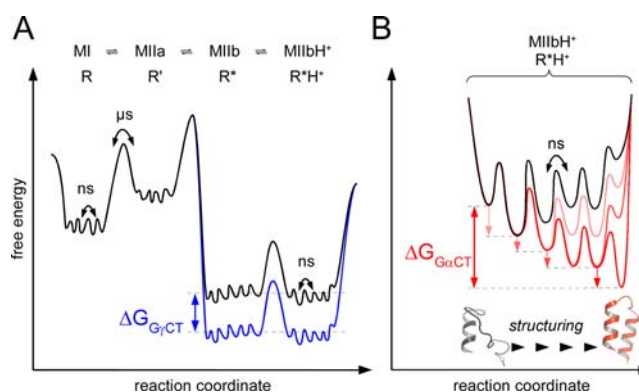 A
MI ⇌ MIIa ⇌ MIIb ⇌ MIIbH⁺
R R' R* R*H⁺
free energy
ns
µs
ns
ΔG_GγCT
reaction coordinate
B
MIIbH⁺
R*H⁺
ns
ΔG_GαCT
structuring
reaction coordinate